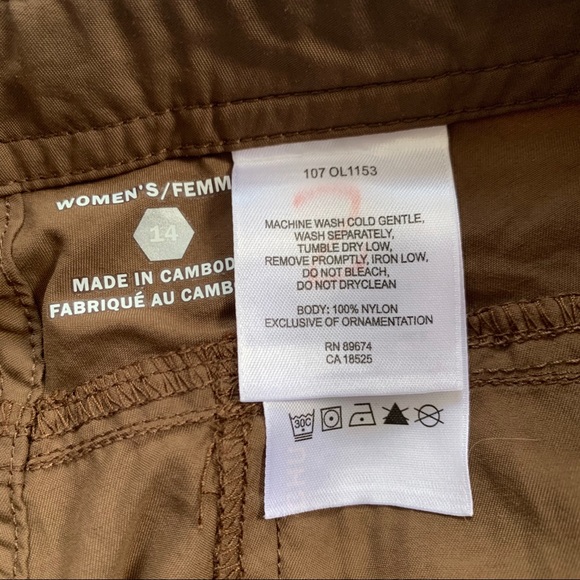 WOMEN'S/FEMM
14
MADE IN CAMBOD
FABRIQUÉ AU CAMB
107 OL1153
MACHINE WASH COLD GENTLE,
WASH SEPARATELY,
TUMBLE DRY LOW,
REMOVE PROMPTLY, IRON LOW,
DO NOT BLEACH,
DO NOT DRYCLEAN
BODY: 100% NYLON
EXCLUSIVE OF ORNAMENTATION
RN 89674
CA 18525
30C